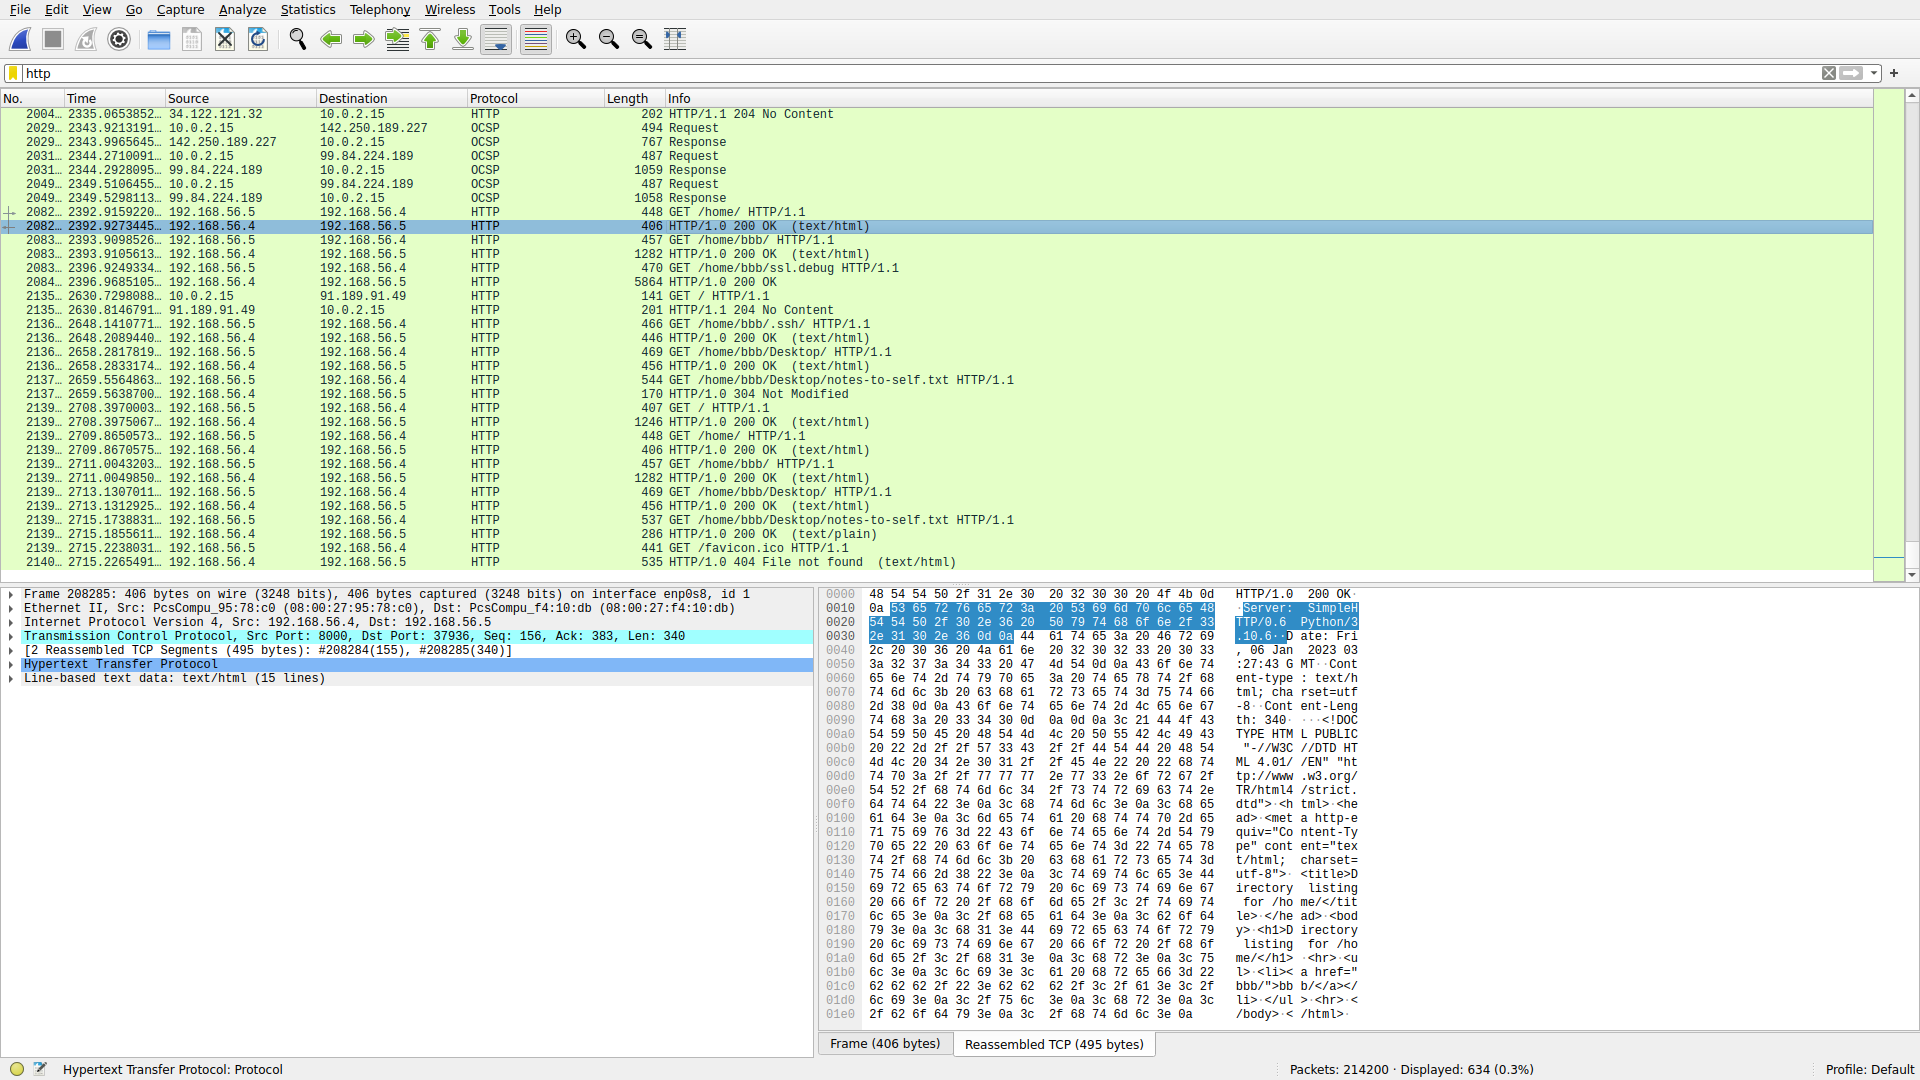 File Edit View Go Capture Analyze Statistics Telephony Wireless Tools Help
http
No. Time Source Destination Protocol Length Info
2004… 2335.0653852… 34.122.121.32 10.0.2.15 HTTP 202 HTTP/1.1 204 No Content
2029… 2343.9213191… 10.0.2.15 142.250.189.227 OCSP 494 Request
2029… 2343.9965645… 142.250.189.227 10.0.2.15 OCSP 767 Response
2031… 2344.2710091… 10.0.2.15 99.84.224.189 OCSP 487 Request
2031… 2344.2928095… 99.84.224.189 10.0.2.15 OCSP 1059 Response
2049… 2349.5106455… 10.0.2.15 99.84.224.189 OCSP 487 Request
2049… 2349.5298113… 99.84.224.189 10.0.2.15 OCSP 1058 Response
2082… 2392.9159220… 192.168.56.5 192.168.56.4 HTTP 448 GET /home/ HTTP/1.1
2082… 2392.9273445… 192.168.56.4 192.168.56.5 HTTP 406 HTTP/1.0 200 OK (text/html)
2083… 2393.9098526… 192.168.56.5 192.168.56.4 HTTP 457 GET /home/bbb/ HTTP/1.1
2083… 2393.9105613… 192.168.56.4 192.168.56.5 HTTP 1282 HTTP/1.0 200 OK (text/html)
2083… 2396.9249334… 192.168.56.5 192.168.56.4 HTTP 470 GET /home/bbb/ssl.debug HTTP/1.1
2084… 2396.9685105… 192.168.56.4 192.168.56.5 HTTP 5864 HTTP/1.0 200 OK
2135… 2630.7298088… 10.0.2.15 91.189.91.49 HTTP 141 GET / HTTP/1.1
2135… 2630.8146791… 91.189.91.49 10.0.2.15 HTTP 201 HTTP/1.1 204 No Content
2136… 2648.1410771… 192.168.56.5 192.168.56.4 HTTP 466 GET /home/bbb/.ssh/ HTTP/1.1
2136… 2648.2089440… 192.168.56.4 192.168.56.5 HTTP 446 HTTP/1.0 200 OK (text/html)
2136… 2658.2817819… 192.168.56.5 192.168.56.4 HTTP 469 GET /home/bbb/Desktop/ HTTP/1.1
2136… 2658.2833174… 192.168.56.4 192.168.56.5 HTTP 456 HTTP/1.0 200 OK (text/html)
2137… 2659.5564863… 192.168.56.5 192.168.56.4 HTTP 544 GET /home/bbb/Desktop/notes-to-self.txt HTTP/1.1
2137… 2659.5638700… 192.168.56.4 192.168.56.5 HTTP 170 HTTP/1.0 304 Not Modified
2139… 2708.3970003… 192.168.56.5 192.168.56.4 HTTP 407 GET / HTTP/1.1
2139… 2708.3975067… 192.168.56.4 192.168.56.5 HTTP 1246 HTTP/1.0 200 OK (text/html)
2139… 2709.8650573… 192.168.56.5 192.168.56.4 HTTP 448 GET /home/ HTTP/1.1
2139… 2709.8670575… 192.168.56.4 192.168.56.5 HTTP 406 HTTP/1.0 200 OK (text/html)
2139… 2711.0043203… 192.168.56.5 192.168.56.4 HTTP 457 GET /home/bbb/ HTTP/1.1
2139… 2711.0049850… 192.168.56.4 192.168.56.5 HTTP 1282 HTTP/1.0 200 OK (text/html)
2139… 2713.1307011… 192.168.56.5 192.168.56.4 HTTP 469 GET /home/bbb/Desktop/ HTTP/1.1
2139… 2713.1312925… 192.168.56.4 192.168.56.5 HTTP 456 HTTP/1.0 200 OK (text/html)
2139… 2715.1738831… 192.168.56.5 192.168.56.4 HTTP 537 GET /home/bbb/Desktop/notes-to-self.txt HTTP/1.1
2139… 2715.1855611… 192.168.56.4 192.168.56.5 HTTP 286 HTTP/1.0 200 OK (text/plain)
2139… 2715.2238031… 192.168.56.5 192.168.56.4 HTTP 441 GET /favicon.ico HTTP/1.1
2140… 2715.2265491… 192.168.56.4 192.168.56.5 HTTP 535 HTTP/1.0 404 File not found (text/html)
Frame 208285: 406 bytes on wire (3248 bits), 406 bytes captured (3248 bits) on interface enp0s8, id 1
Ethernet II, Src: PcsCompu_95:78:c0 (08:00:27:95:78:c0), Dst: PcsCompu_f4:10:db (08:00:27:f4:10:db)
Internet Protocol Version 4, Src: 192.168.56.4, Dst: 192.168.56.5
Transmission Control Protocol, Src Port: 8000, Dst Port: 37936, Seq: 156, Ack: 383, Len: 340
[2 Reassembled TCP Segments (495 bytes): #208284(155), #208285(340)]
Hypertext Transfer Protocol
Line-based text data: text/html (15 lines)
0000 48 54 54 50 2f 31 2e 30 20 32 30 30 20 4f 4b 0d HTTP/1.0 200 OK·
0010 0a 53 65 72 76 65 72 3a 20 53 69 6d 70 6c 65 48 ·Server: SimpleH
0020 54 54 50 2f 30 2e 36 20 50 79 74 68 6f 6e 2f 33 TTP/0.6 Python/3
0030 2e 31 30 2e 36 0d 0a 44 61 74 65 3a 20 46 72 69 .10.6··D ate: Fri
0040 2c 20 30 36 20 4a 61 6e 20 32 30 32 33 20 30 33 , 06 Jan 2023 03
0050 3a 32 37 3a 34 33 20 47 4d 54 0d 0a 43 6f 6e 74 :27:43 G MT··Cont
0060 65 6e 74 2d 74 79 70 65 3a 20 74 65 78 74 2f 68 ent-type : text/h
0070 74 6d 6c 3b 20 63 68 61 72 73 65 74 3d 75 74 66 tml; cha rset=utf
0080 2d 38 0d 0a 43 6f 6e 74 65 6e 74 2d 4c 65 6e 67 -8··Cont ent-Leng
0090 74 68 3a 20 33 34 30 0d 0a 0d 0a 3c 21 44 4f 43 th: 340· ···<!DOC
00a0 54 59 50 45 20 48 54 4d 4c 20 50 55 42 4c 49 43 TYPE HTM L PUBLIC
00b0 20 22 2d 2f 2f 57 33 43 2f 2f 44 54 44 20 48 54 "-//W3C //DTD HT
00c0 4d 4c 20 34 2e 30 31 2f 2f 45 4e 22 20 22 68 74 ML 4.01/ /EN" "ht
00d0 74 70 3a 2f 2f 77 77 77 2e 77 33 2e 6f 72 67 2f tp://www .w3.org/
00e0 54 52 2f 68 74 6d 6c 34 2f 73 74 72 69 63 74 2e TR/html4 /strict.
00f0 64 74 64 22 3e 0a 3c 68 74 6d 6c 3e 0a 3c 68 65 dtd">·<h tml>·<he
0100 61 64 3e 0a 3c 6d 65 74 61 20 68 74 74 70 2d 65 ad>·<met a http-e
0110 71 75 69 76 3d 22 43 6f 6e 74 65 6e 74 2d 54 79 quiv="Co ntent-Ty
0120 70 65 22 20 63 6f 6e 74 65 6e 74 3d 22 74 65 78 pe" cont ent="tex
0130 74 2f 68 74 6d 6c 3b 20 63 68 61 72 73 65 74 3d t/html; charset=
0140 75 74 66 2d 38 22 3e 0a 3c 74 69 74 6c 65 3e 44 utf-8">· <title>D
0150 69 72 65 63 74 6f 72 79 20 6c 69 73 74 69 6e 67 irectory listing
0160 20 66 6f 72 20 2f 68 6f 6d 65 2f 3c 2f 74 69 74 for /ho me/</tit
0170 6c 65 3e 0a 3c 2f 68 65 61 64 3e 0a 3c 62 6f 64 le>·</he ad>·<bod
0180 79 3e 0a 3c 68 31 3e 44 69 72 65 63 74 6f 72 79 y>·<h1>D irectory
0190 20 6c 69 73 74 69 6e 67 20 66 6f 72 20 2f 68 6f listing for /ho
01a0 6d 65 2f 3c 2f 68 31 3e 0a 3c 68 72 3e 0a 3c 75 me/</h1> ·<hr>·<u
01b0 6c 3e 0a 3c 6c 69 3e 3c 61 20 68 72 65 66 3d 22 l>·<li>< a href="
01c0 62 62 62 2f 22 3e 62 62 62 2f 3c 2f 61 3e 3c 2f bbb/">bb b/</a></
01d0 6c 69 3e 0a 3c 2f 75 6c 3e 0a 3c 68 72 3e 0a 3c li>·</ul >·<hr>·<
01e0 2f 62 6f 64 79 3e 0a 3c 2f 68 74 6d 6c 3e 0a /body>·< /html>·
Frame (406 bytes) Reassembled TCP (495 bytes)
Hypertext Transfer Protocol: Protocol Packets: 214200 · Displayed: 634 (0.3%) Profile: Default